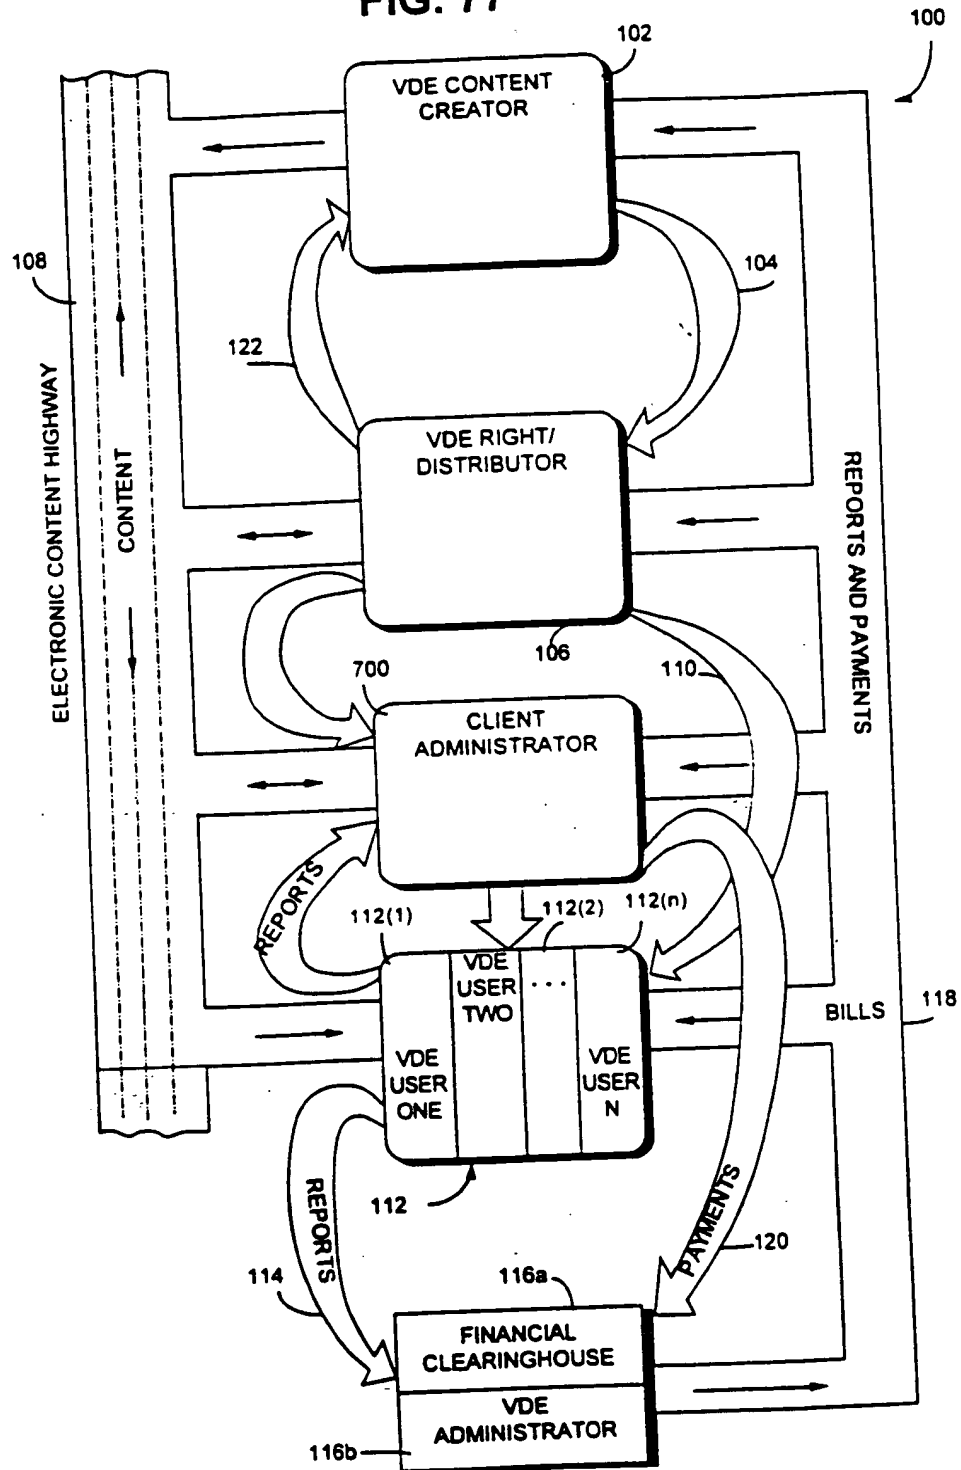 FIG. 77
100
102
VDE CONTENT
CREATOR
108
104
122
ELECTRONIC CONTENT HIGHWAY
CONTENT
VDE RIGHT/
DISTRIBUTOR
REPORTS AND PAYMENTS
106
110
700
CLIENT
ADMINISTRATOR
REPORTS
112(1)
112(2)
112(n)
VDE
USER
TWO
...
VDE
USER
ONE
VDE
USER
N
BILLS
118
112
REPORTS
PAYMENTS
114
120
116a
FINANCIAL
CLEARINGHOUSE
VDE
ADMINISTRATOR
116b